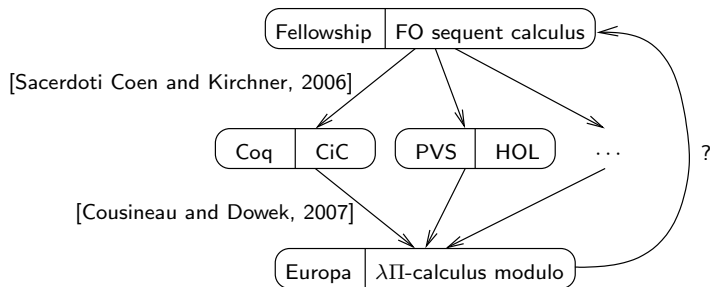 Fellowship FO sequent calculus
[Sacerdoti Coen and Kirchner, 2006]
Coq CiC PVS HOL ... ?
[Cousineau and Dowek, 2007]
Europa λΠ-calculus modulo